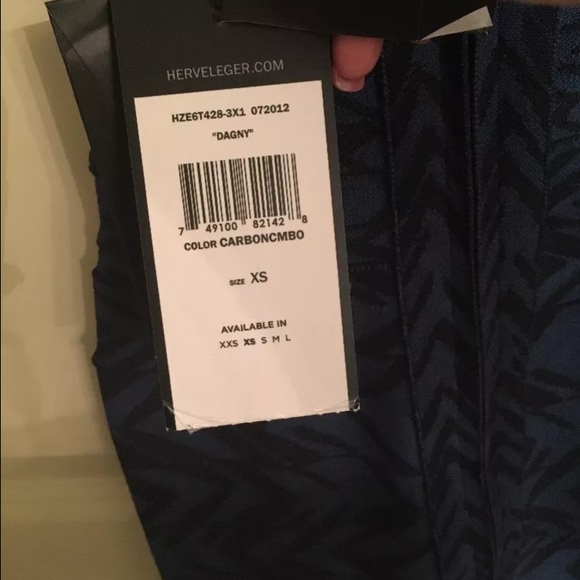 HERVELEGER.COM
HZE6T428-3X1 072012
"DAGNY"
7 49100 82142 8
COLOR CARBONCMBO
SIZE XS
AVAILABLE IN
XXS XS S M L